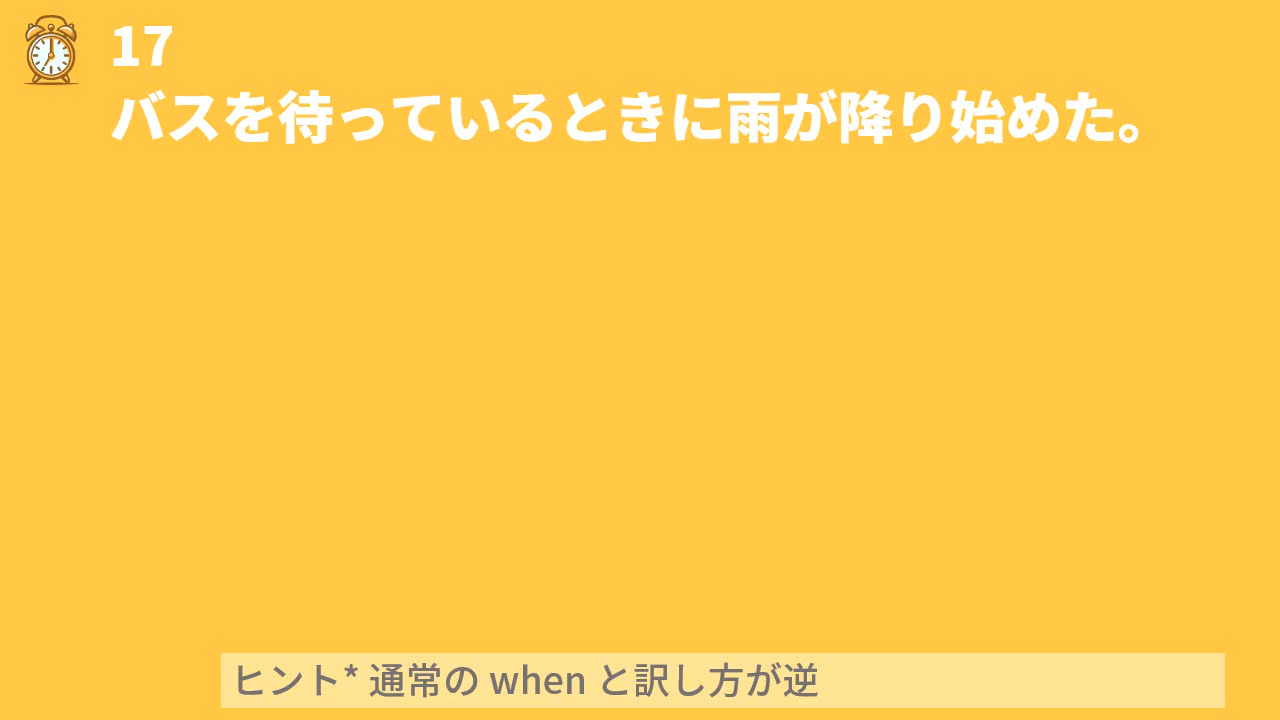 17
バスを待っているときに雨が降り始めた。
ヒント* 通常の when と訳し方が逆